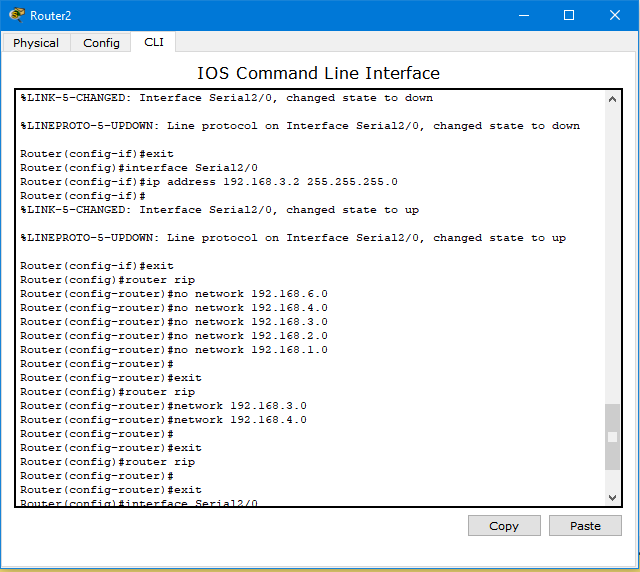 Router2
Physical Config CLI
IOS Command Line Interface
%LINK-5-CHANGED: Interface Serial2/0, changed state to down
%LINEPROTO-5-UPDOWN: Line protocol on Interface Serial2/0, changed state to down
Router(config-if)#exit
Router(config)#interface Serial2/0
Router(config-if)#ip address 192.168.3.2 255.255.255.0
Router(config-if)#
%LINK-5-CHANGED: Interface Serial2/0, changed state to up
%LINEPROTO-5-UPDOWN: Line protocol on Interface Serial2/0, changed state to up
Router(config-if)#exit
Router(config)#router rip
Router(config-router)#no network 192.168.6.0
Router(config-router)#no network 192.168.4.0
Router(config-router)#no network 192.168.3.0
Router(config-router)#no network 192.168.2.0
Router(config-router)#no network 192.168.1.0
Router(config-router)#
Router(config-router)#exit
Router(config)#router rip
Router(config-router)#network 192.168.3.0
Router(config-router)#network 192.168.4.0
Router(config-router)#
Router(config-router)#exit
Router(config)#router rip
Router(config-router)#
Router(config-router)#exit
Router(config)#interface Serial2/0
Copy Paste